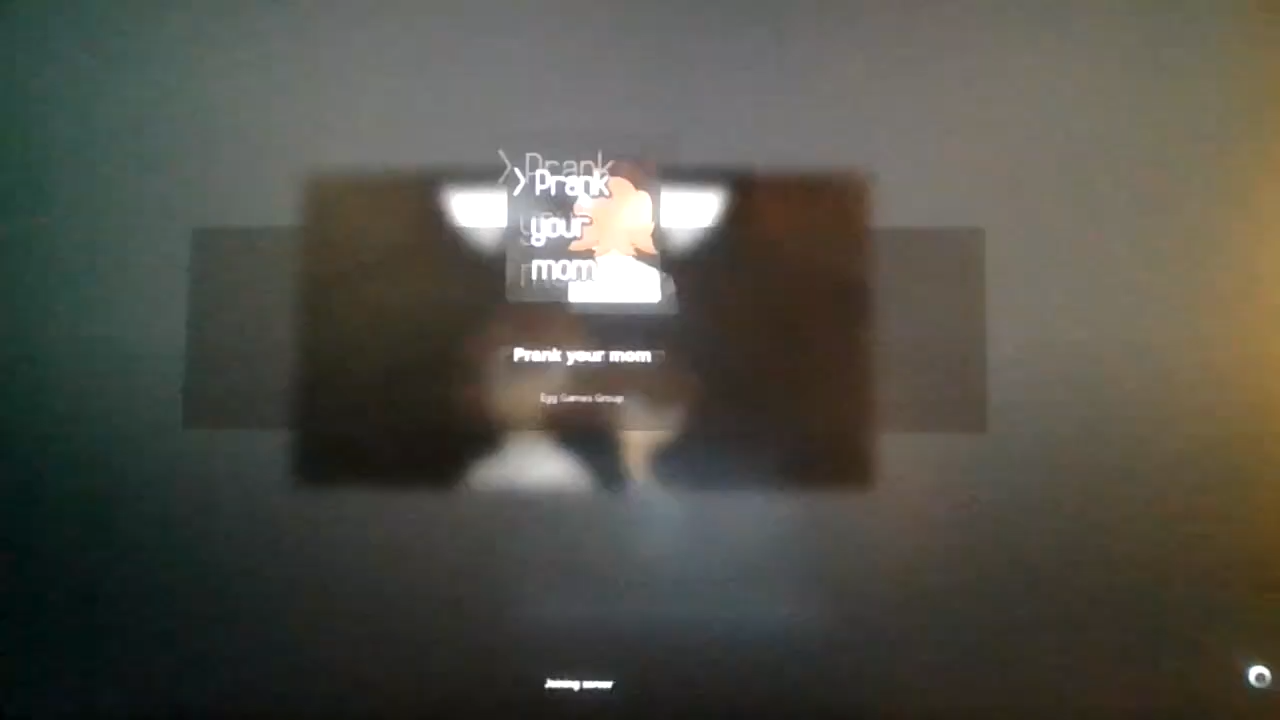 > Prank
your
mom
Prank your mom
Egg Games Group
Joining server